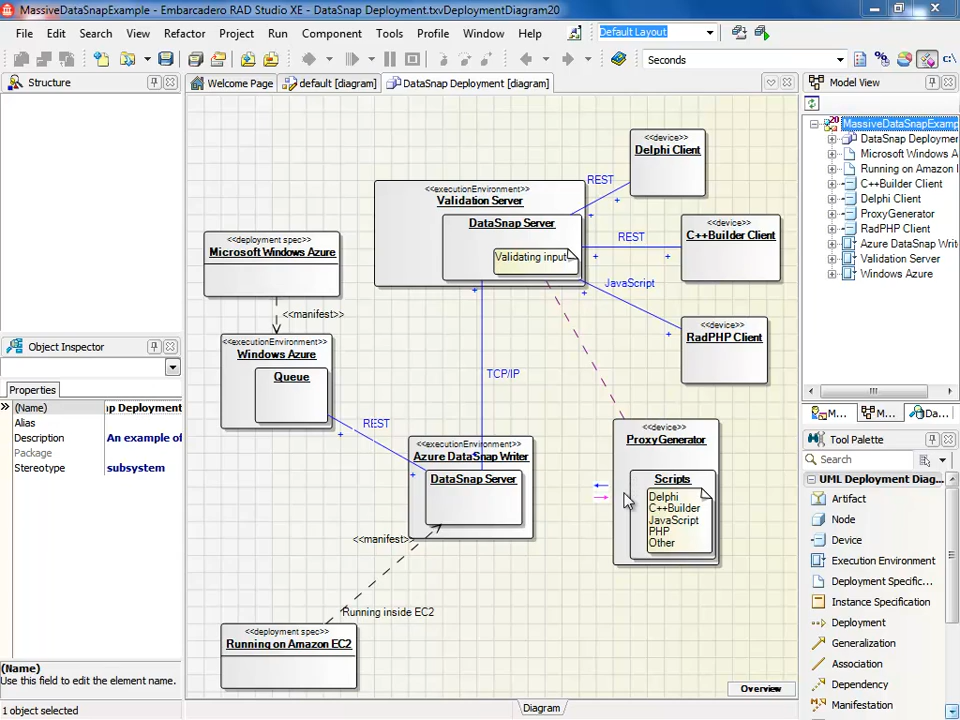 MassiveDataSnapExample - Embarcadero RAD Studio XE - DataSnap Deployment.txvDeploymentDiagram20
File Edit Search View Refactor Project Run Component Tools Profile Window Help
Default Layout
Seconds
Structure
Welcome Page
default [diagram]
DataSnap Deployment [diagram]
Model View
<<device>>
Delphi Client
REST
<<executionEnvironment>>
Validation Server
DataSnap Server
Validating input
+
+
<<device>>
C++Builder Client
REST
+
+
JavaScript
+
+
<<device>>
RadPHP Client
<<deployment spec>>
Microsoft Windows Azure
<<manifest>>
<<executionEnvironment>>
Windows Azure
Queue
+
TCP/IP
REST
+
+
<<executionEnvironment>>
Azure DataSnap Writer
DataSnap Server
<<device>>
ProxyGenerator
Scripts
Delphi
C++Builder
JavaScript
PHP
Other
<<manifest>>
Running inside EC2
<<deployment spec>>
Running on Amazon EC2
Overview
Diagram
Object Inspector
Properties
(Name) ıp Deployment
Alias
Description An example of
Package
Stereotype subsystem
(Name)
Use this field to edit the element name.
1 object selected
20
MassiveDataSnapExamp
DataSnap Deployme
Microsoft Windows A
Running on Amazon I
C++Builder Client
Delphi Client
ProxyGenerator
RadPHP Client
Azure DataSnap Writ
Validation Server
Windows Azure
M...
M...
Da...
Tool Palette
Search
UML Deployment Diag...
Artifact
Node
Device
Execution Environment
Deployment Specific...
Instance Specification
Deployment
Generalization
Association
Dependency
Manifestation